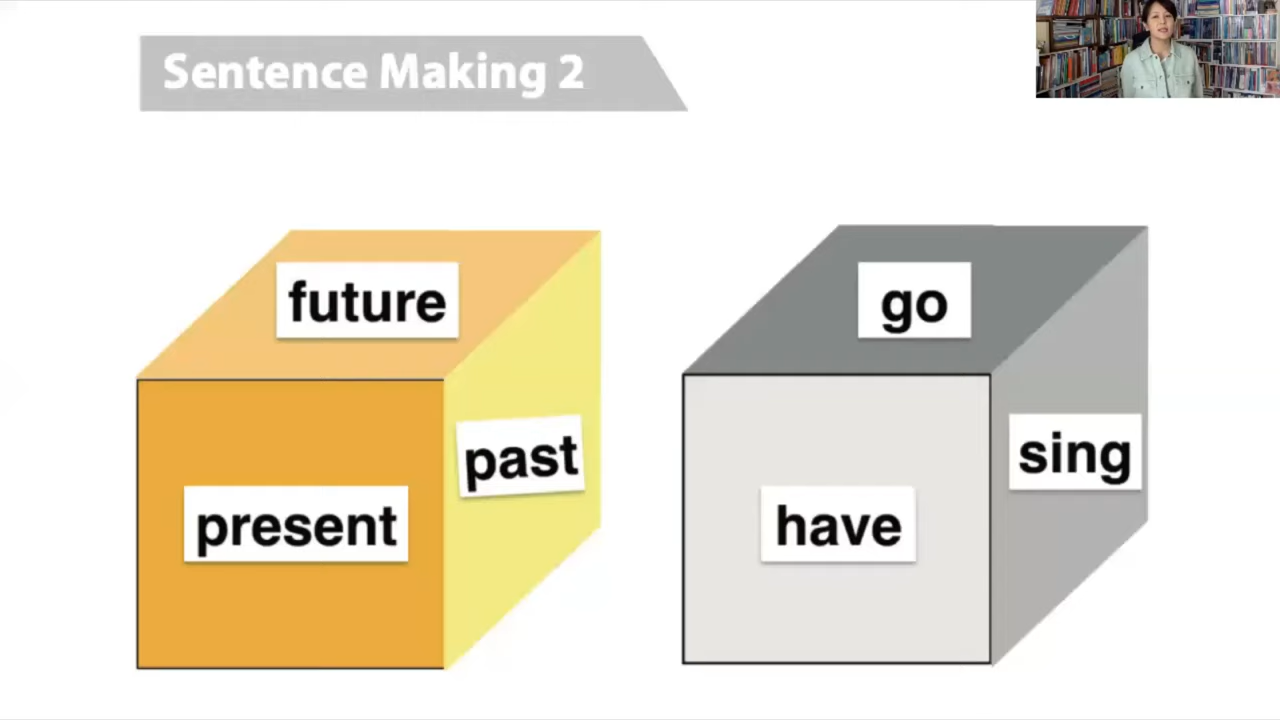 Sentence Making 2
future
past
present
go
sing
have